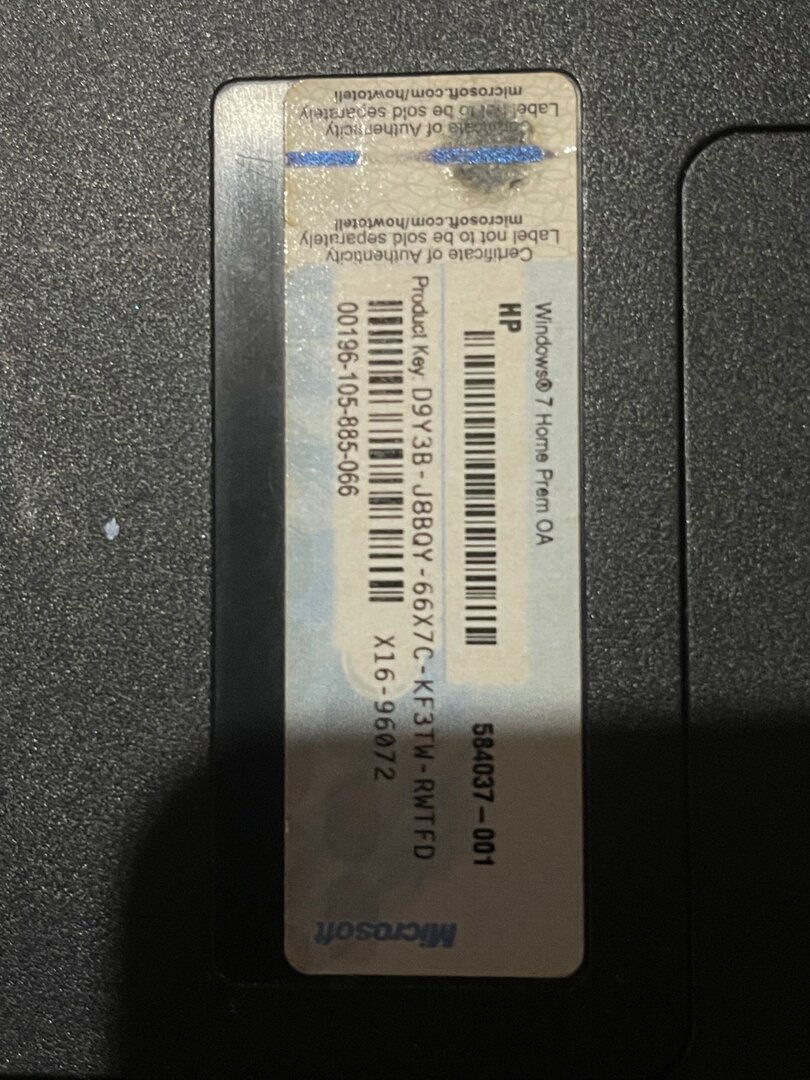 Certificate of Authenticity
Label not to be sold separately
microsoft.com/howtotell
Certificate of Authenticity
Label not to be sold separately
microsoft.com/howtotell
Windows® 7 Home Prem OA
HP
584037-001
Product Key: D9Y3B-J8BQY-66X7C-KF3TW-RWTFD
X16-96072
00196-105-885-066
Microsoft